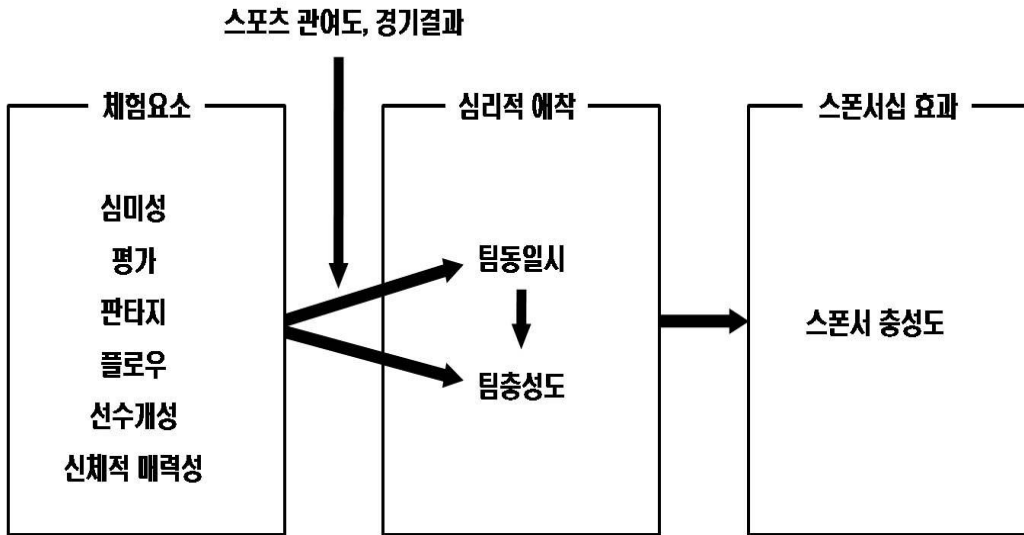 스포츠 관여도, 경기결과
체험요소
심미성
평가
판타지
플로우
선수개성
신체적 매력성
심리적 애착
팀동일시
팀충성도
스폰서십 효과
스폰서 충성도